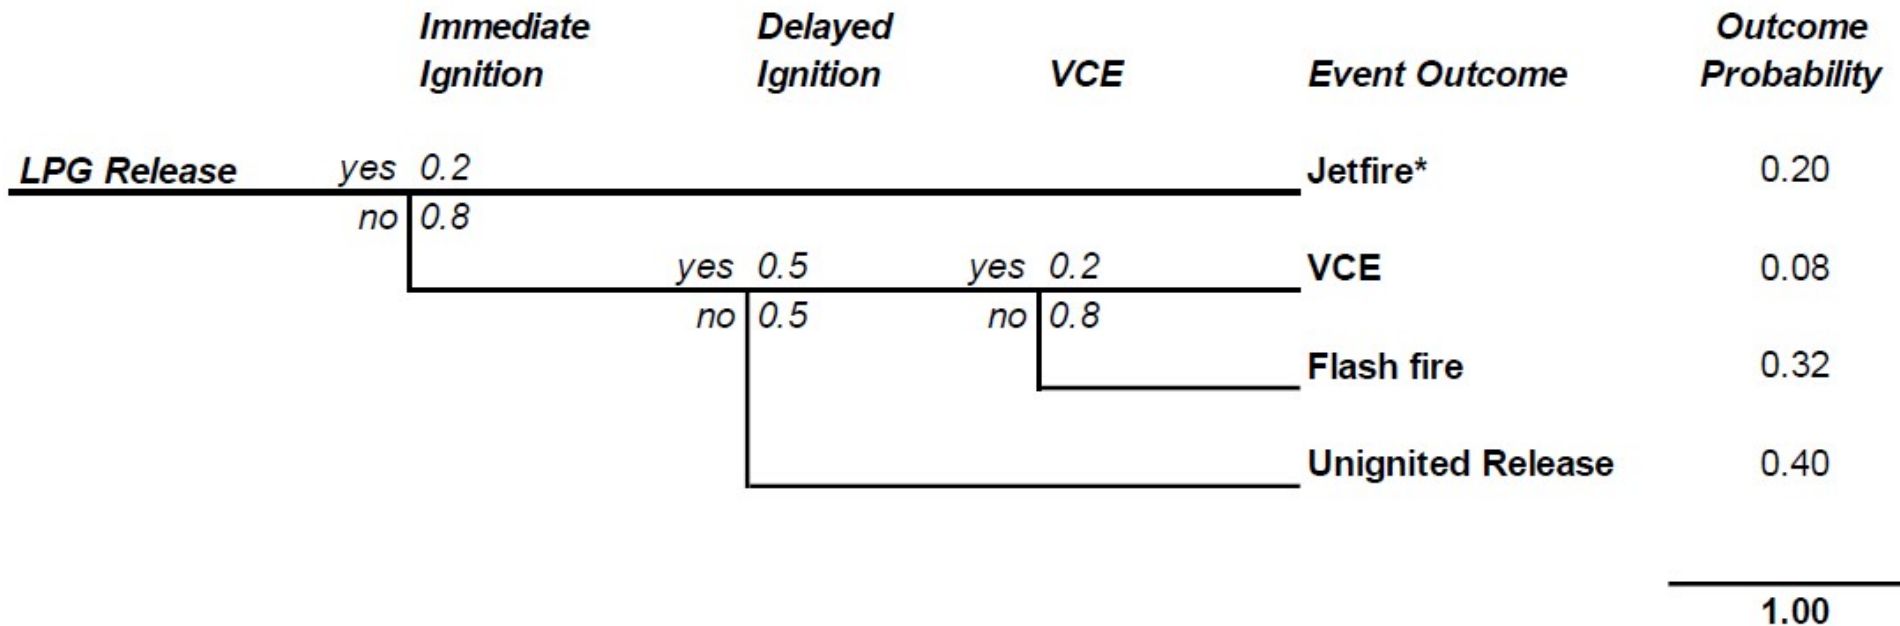 Immediate Ignition Delayed Ignition VCE Event Outcome Outcome Probability
LPG Release yes 0.2 Jetfire* 0.20
no 0.8
yes 0.5 yes 0.2 VCE 0.08
no 0.5 no 0.8
Flash fire 0.32
Unignited Release 0.40
1.00